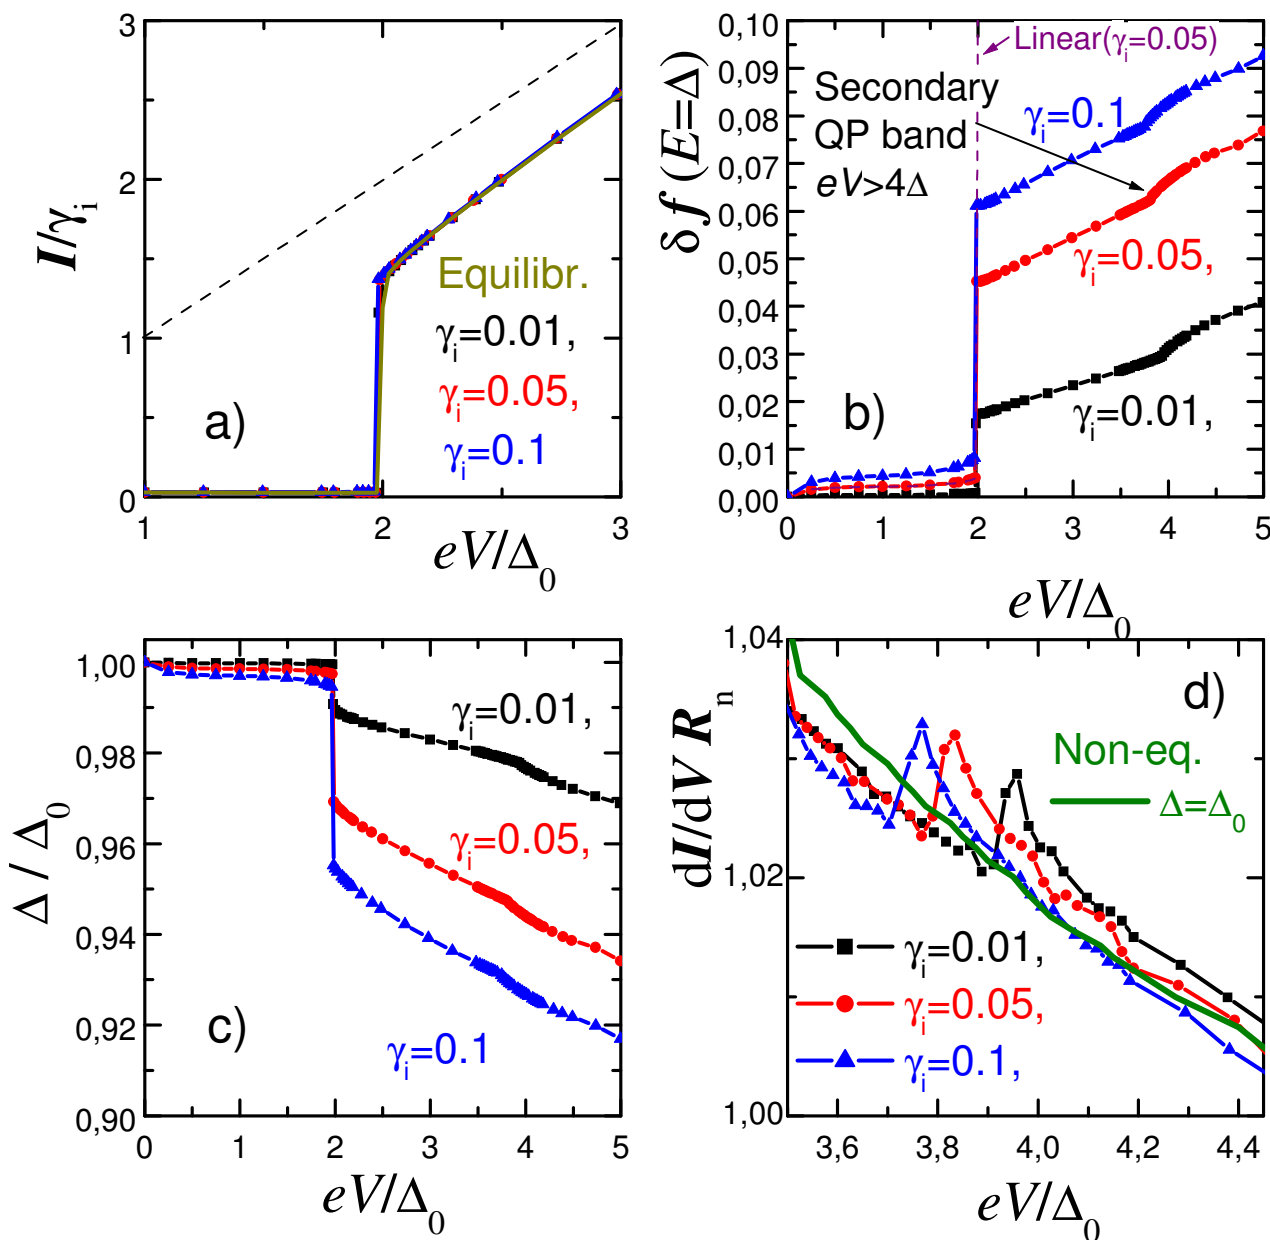 3
2
1
0
I/γi
Equilibr.
γi=0.01,
γi=0.05,
γi=0.1
a)
1
2
3
eV/Δ0
0,10
0,09
0,08
0,07
0,06
0,05
0,04
0,03
0,02
0,01
0,00
δf (E=Δ)
Linear(γi=0.05)
Secondary
QP band
eV>4Δ
γi=0.1
γi=0.05,
γi=0.01,
b)
0
1
2
3
4
5
eV/Δ0
1,00
0,98
0,96
0,94
0,92
0,90
Δ / Δ0
γi=0.01,
γi=0.05,
γi=0.1
c)
0
1
2
3
4
5
eV/Δ0
1,04
1,02
1,00
dI/dV Rn
d)
Non-eq.
Δ=Δ0
γi=0.01,
γi=0.05,
γi=0.1,
3,6
3,8
4,0
4,2
4,4
eV/Δ0